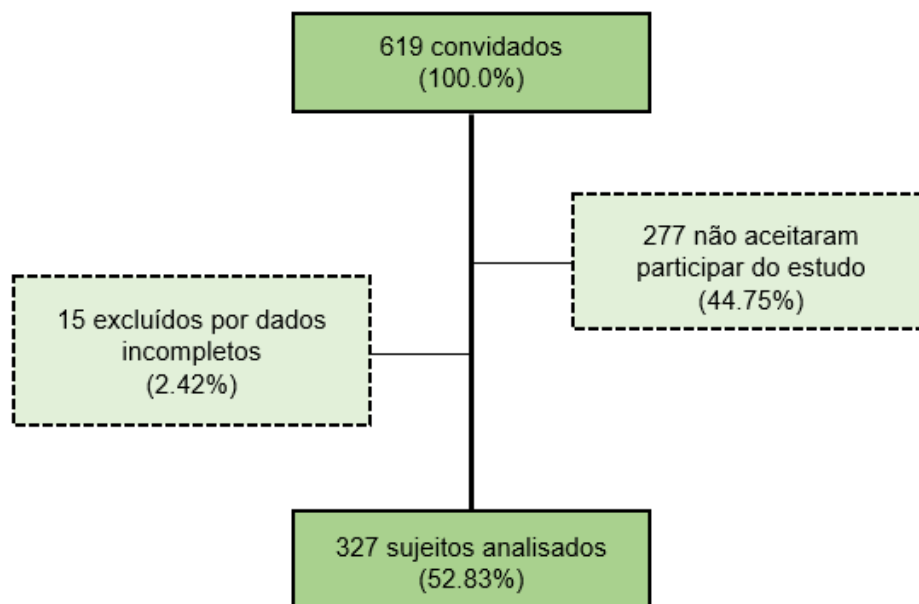 619 convidados
(100.0%)
277 não aceitaram
participar do estudo
(44.75%)
15 excluídos por dados
incompletos
(2.42%)
327 sujeitos analisados
(52.83%)